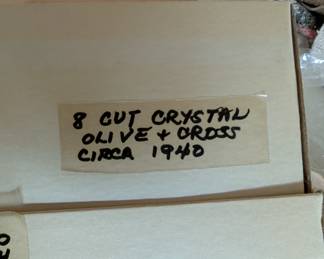 8 CUT CRYSTAL
OLIVE + CROSS
CIRCA 1940